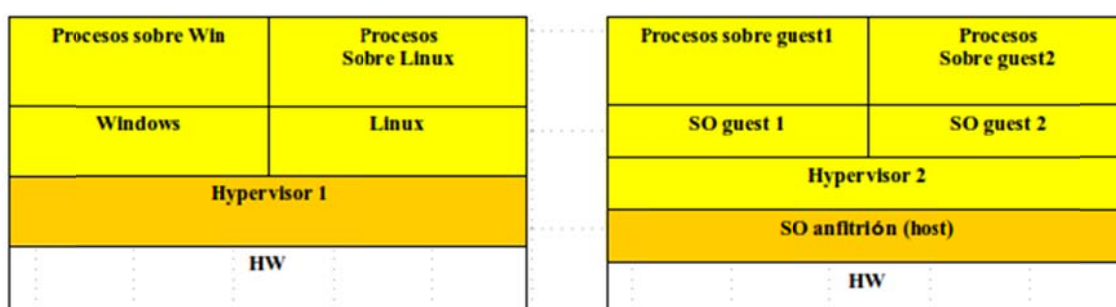 Procesos sobre Win
Procesos
Sobre Linux
Windows
Linux
Hypervisor 1
HW
Procesos sobre guest1
Procesos
Sobre guest2
SO guest 1
SO guest 2
Hypervisor 2
SO anfitrión (host)
HW